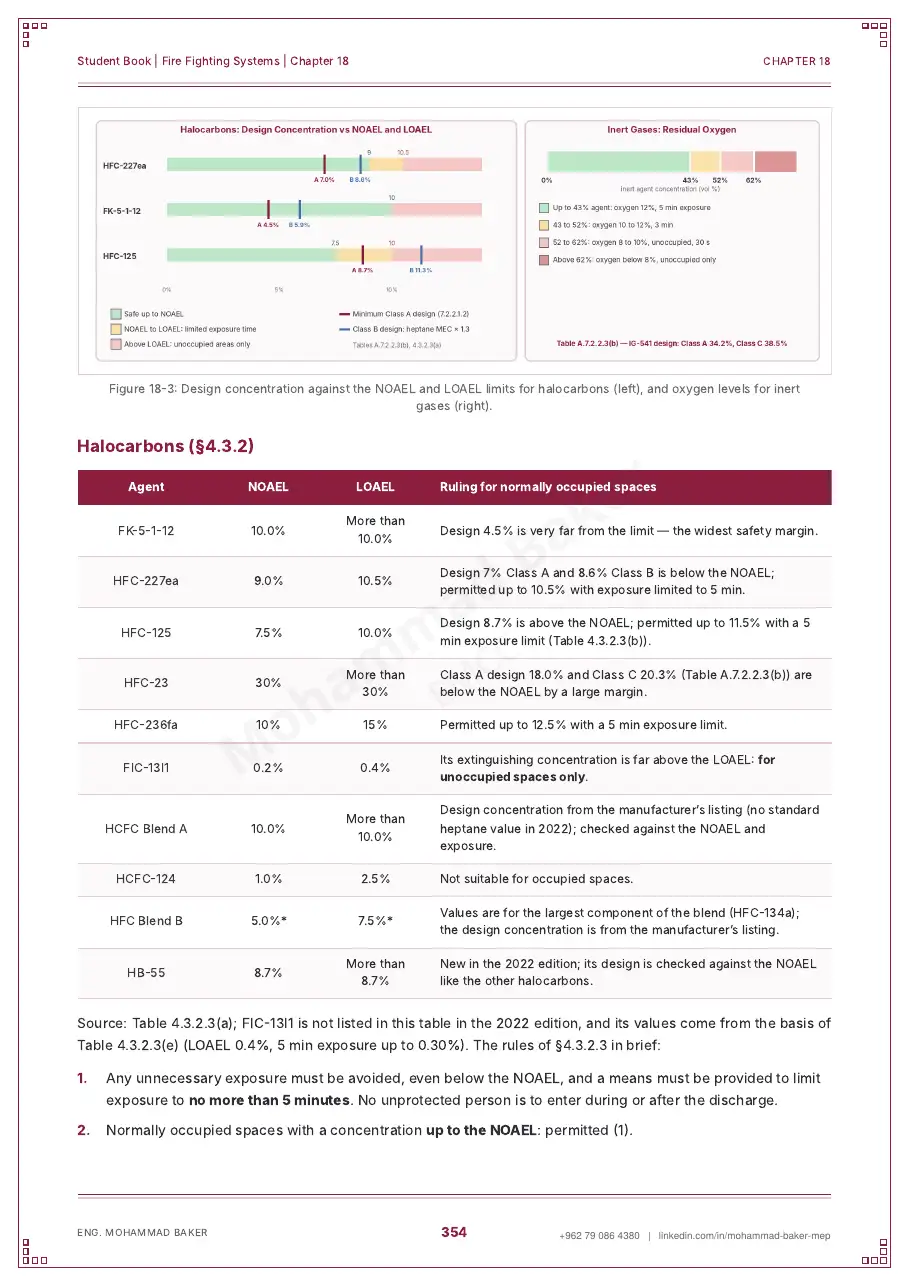 Student Book | Fire Fighting Systems | Chapter 18
CHAPTER 18
Halocarbons: Design Concentration vs NOAEL and LOAEL
HFC-227ea
9
10.5
A 7.0%
B 8.6%
FK-5-1-12
10
A 4.5%
B 5.9%
HFC-125
7.5
10
A 8.7%
B 11.3%
0%
5%
10%
Safe up to NOAEL
NOAEL to LOAEL: limited exposure time
Above LOAEL: unoccupied areas only
Minimum Class A design (7.2.2.1.2)
Class B design: heptane MEC × 1.3
Tables A.7.2.2.3(b), 4.3.2.3(a)
Inert Gases: Residual Oxygen
0%
43%
52%
62%
Inert agent concentration (vol %)
Up to 43% agent: oxygen 12%, 5 min exposure
43 to 52%: oxygen 10 to 12%, 3 min
52 to 62%: oxygen 8 to 10%, unoccupied, 30 s
Above 62%: oxygen below 8%, unoccupied only
Table A.7.2.2.3(b) — IG-541 design: Class A 34.2%, Class C 38.5%
Figure 18-3: Design concentration against the NOAEL and LOAEL limits for halocarbons (left), and oxygen levels for inert
gases (right).
Halocarbons (§4.3.2)
Agent NOAEL LOAEL Ruling for normally occupied spaces
FK-5-1-12 10.0% More than 10.0% Design 4.5% is very far from the limit — the widest safety margin.
HFC-227ea 9.0% 10.5% Design 7% Class A and 8.6% Class B is below the NOAEL;
permitted up to 10.5% with exposure limited to 5 min.
HFC-125 7.5% 10.0% Design 8.7% is above the NOAEL; permitted up to 11.5% with a 5
min exposure limit (Table 4.3.2.3(b)).
HFC-23 30% More than 30% Class A design 18.0% and Class C 20.3% (Table A.7.2.2.3(b)) are
below the NOAEL by a large margin.
HFC-236fa 10% 15% Permitted up to 12.5% with a 5 min exposure limit.
FIC-13I1 0.2% 0.4% Its extinguishing concentration is far above the LOAEL: for
unoccupied spaces only.
HCFC Blend A 10.0% More than 10.0% Design concentration from the manufacturer's listing (no standard
heptane value in 2022); checked against the NOAEL and
exposure.
HCFC-124 1.0% 2.5% Not suitable for occupied spaces.
HFC Blend B 5.0%* 7.5%* Values are for the largest component of the blend (HFC-134a);
the design concentration is from the manufacturer's listing.
HB-55 8.7% More than 8.7% New in the 2022 edition; its design is checked against the NOAEL
like the other halocarbons.
Source: Table 4.3.2.3(a); FIC-13I1 is not listed in this table in the 2022 edition, and its values come from the basis of
Table 4.3.2.3(e) (LOAEL 0.4%, 5 min exposure up to 0.30%). The rules of §4.3.2.3 in brief:
1. Any unnecessary exposure must be avoided, even below the NOAEL, and a means must be provided to limit
exposure to no more than 5 minutes. No unprotected person is to enter during or after the discharge.
2. Normally occupied spaces with a concentration up to the NOAEL: permitted (1).
ENG. MOHAMMAD BAKER
354
+962 79 086 4380 | linkedin.com/in/mohammad-baker-mep
Mohammad Baker